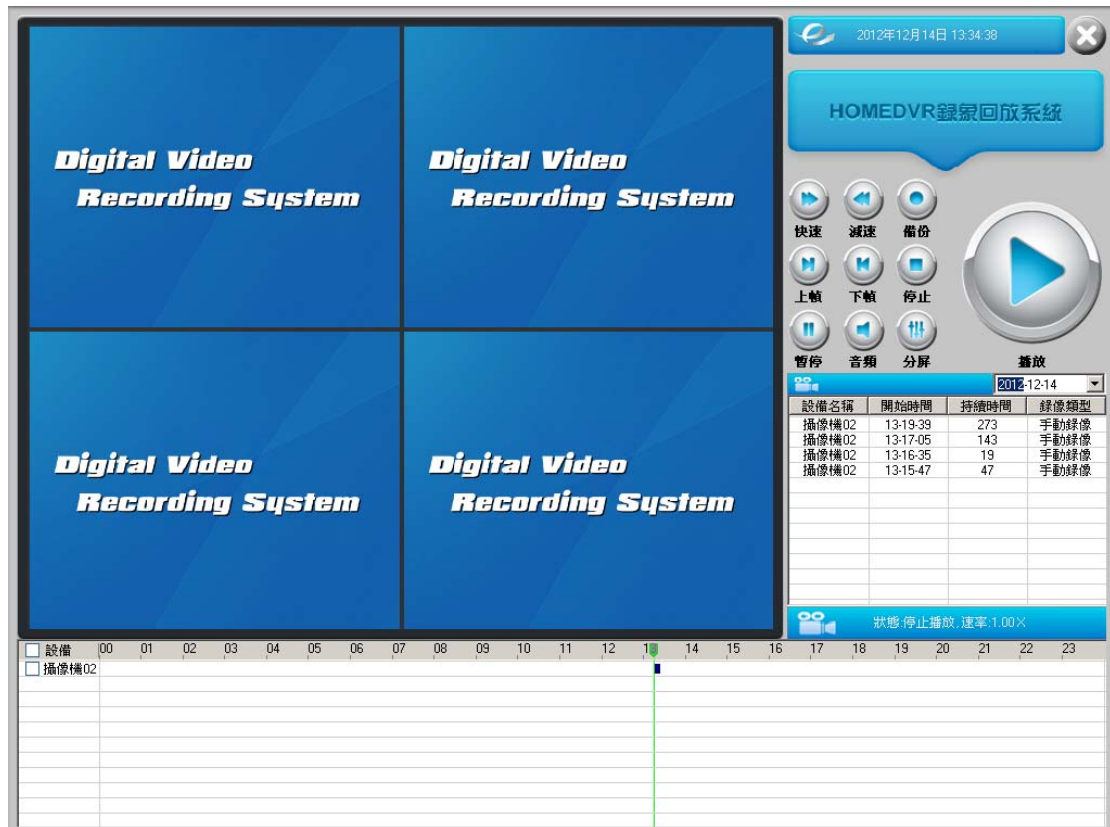 Digital Video
Recording System
Digital Video
Recording System
Digital Video
Recording System
Digital Video
Recording System
2012年12月14日 13:34:38
HOMEDVR録象回放系統
快速 減速 備份
上幀 下幀 停止
暫停 音頻 分屏
播放
2012-12-14
設備名稱 開始時間 持續時間 録像類型
攝像機02 13-19-39 273 手動録像
攝像機02 13-17-05 143 手動録像
攝像機02 13-16-35 19 手動録像
攝像機02 13-15-47 47 手動録像
狀態:停止播放,速率:1.00X
設備 00 01 02 03 04 05 06 07 08 09 10 11 12 13 14 15 16 17 18 19 20 21 22 23
攝像機02